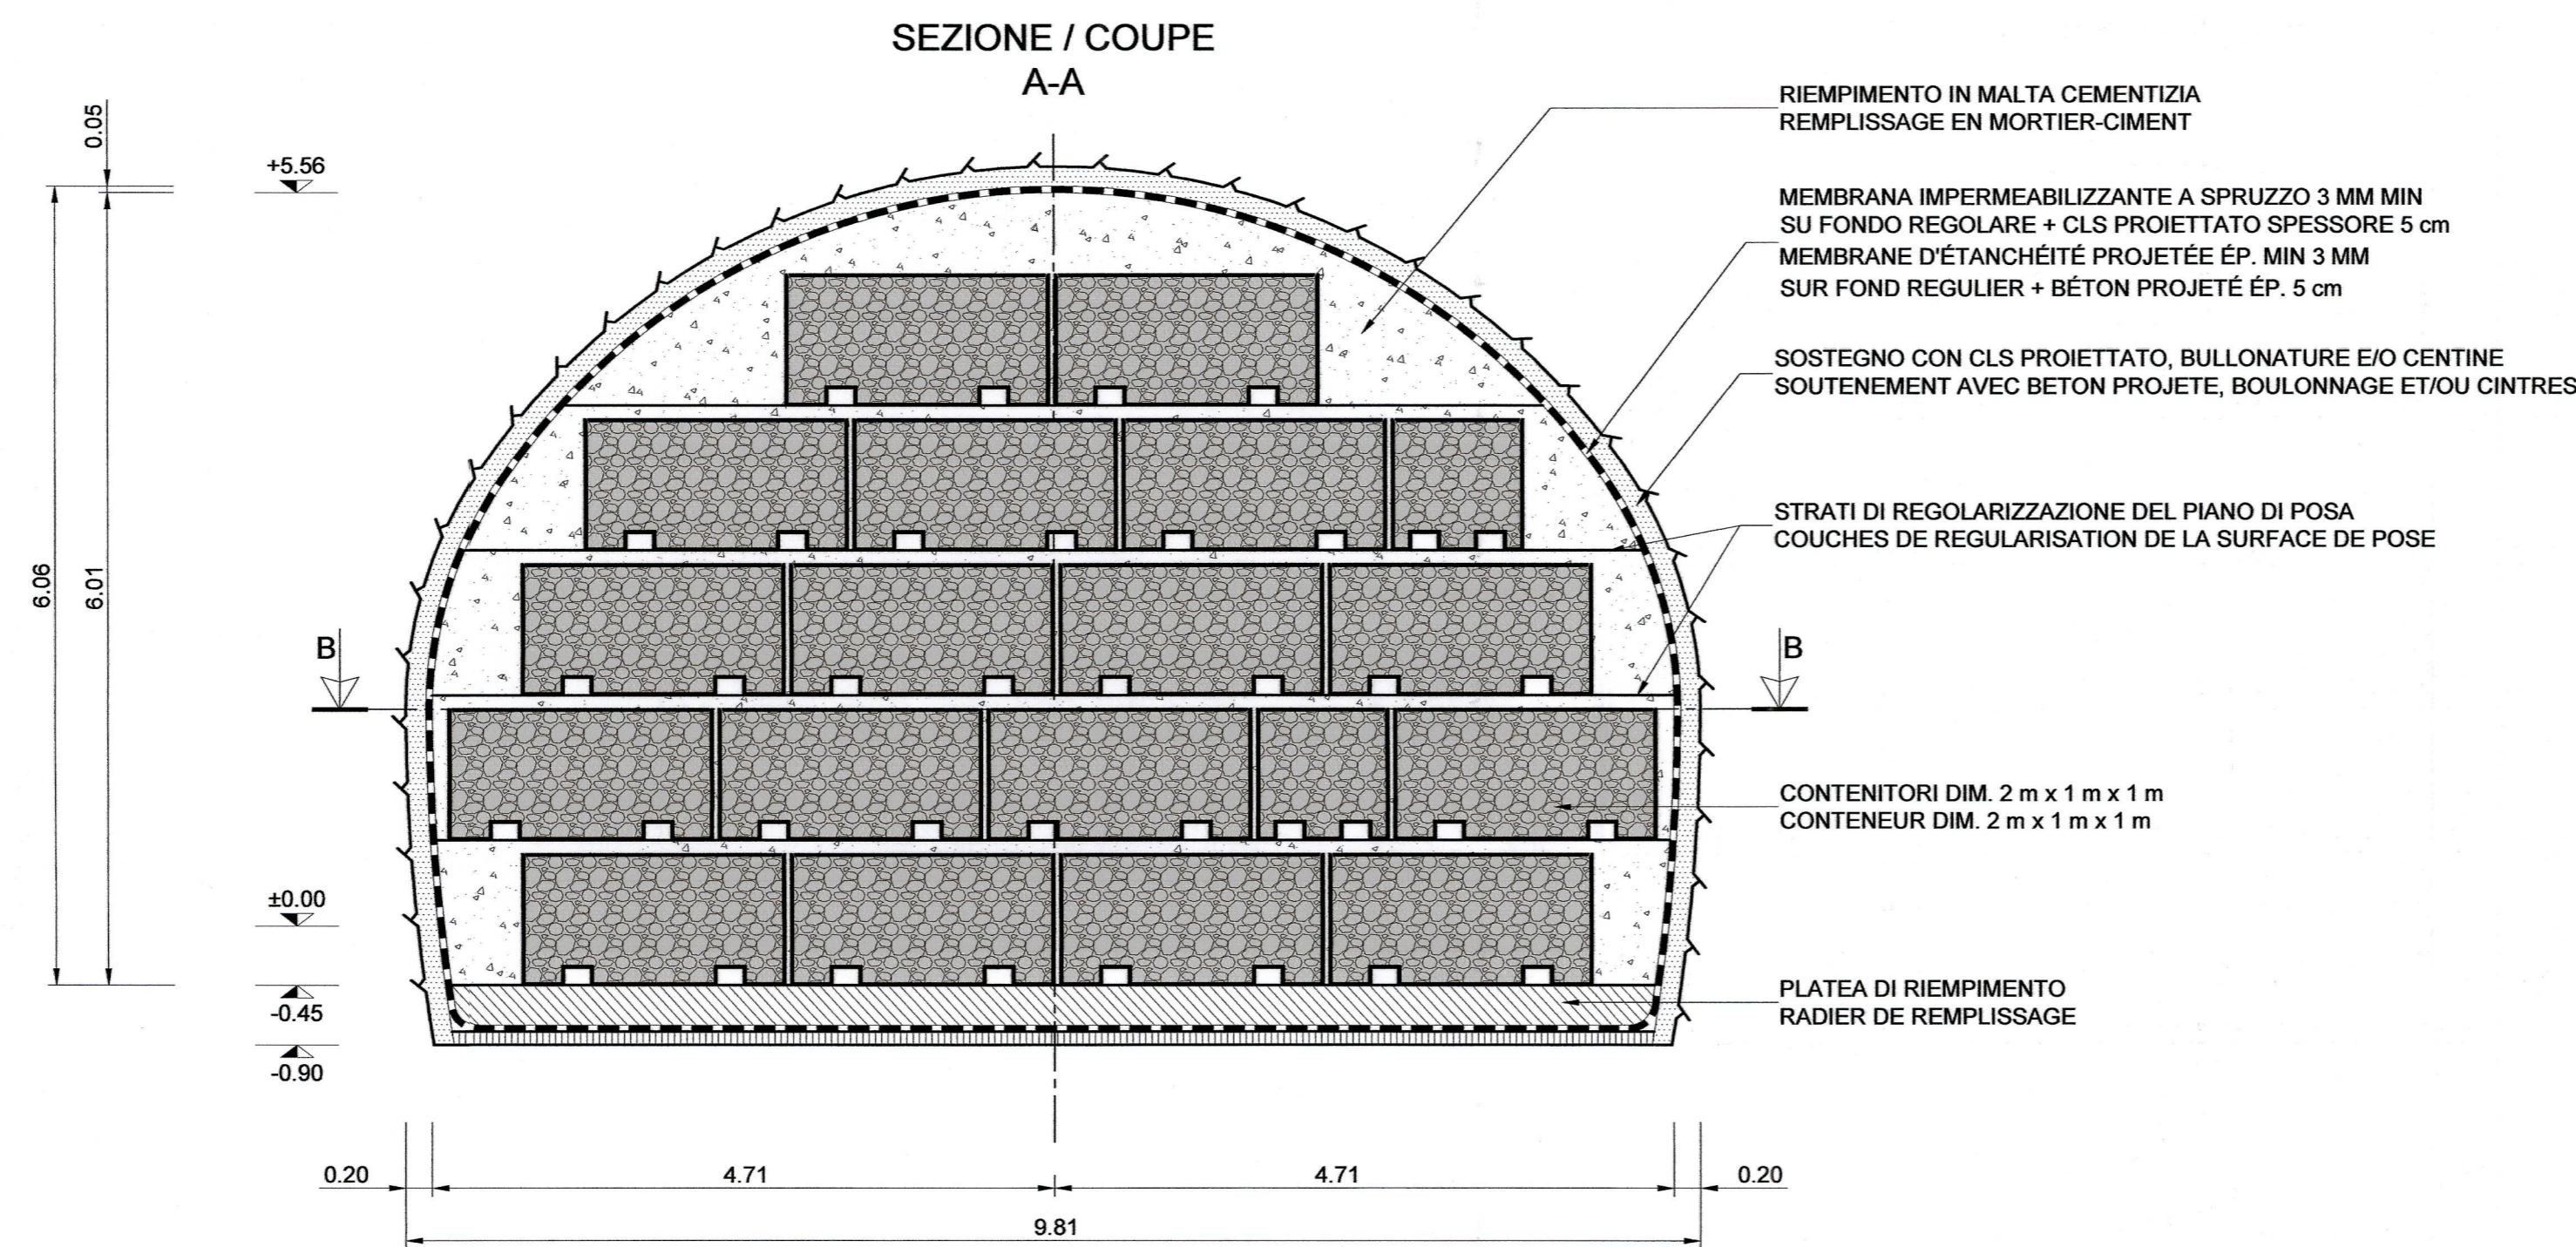 SEZIONE / COUPE
A-A
RIEMPIMENTO IN MALTA CEMENTIZIA
REMPLISSAGE EN MORTIER-CIMENT
MEMBRANA IMPERMEABILIZZANTE A SPRUZZO 3 MM MIN
SU FONDO REGOLARE + CLS PROIETTATO SPESSORE 5 cm
MEMBRANE D'ÉTANCHÉITÉ PROJETÉE ÉP. MIN 3 MM
SUR FOND REGULIER + BÉTON PROJETÉ ÉP. 5 cm
SOSTEGNO CON CLS PROIETTATO, BULLONATURE E/O CENTINE
SOUTENEMENT AVEC BETON PROJETE, BOULONNAGE ET/OU CINTRES
STRATI DI REGOLARIZZAZIONE DEL PIANO DI POSA
COUCHES DE REGULARISATION DE LA SURFACE DE POSE
CONTENITORI DIM. 2 m x 1 m x 1 m
CONTENEUR DIM. 2 m x 1 m x 1 m
PLATEA DI RIEMPIMENTO
RADIER DE REMPLISSAGE
0.05
+5.56
6.06
6.01
B
B
±0.00
-0.45
-0.90
0.20
4.71
4.71
0.20
9.81